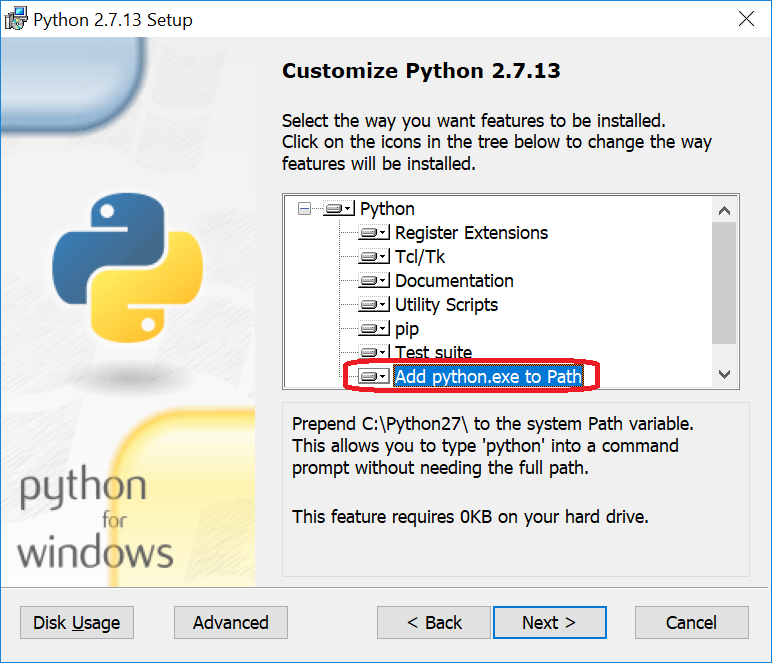 Python 2.7.13 Setup
Customize Python 2.7.13
Select the way you want features to be installed.
Click on the icons in the tree below to change the way
features will be installed.
Python
Register Extensions
Tcl/Tk
Documentation
Utility Scripts
pip
Test suite
Add python.exe to Path
Prepend C:\Python27\ to the system Path variable.
This allows you to type 'python' into a command
prompt without needing the full path.
This feature requires 0KB on your hard drive.
python
for
windows
Disk Usage
Advanced
< Back
Next >
Cancel